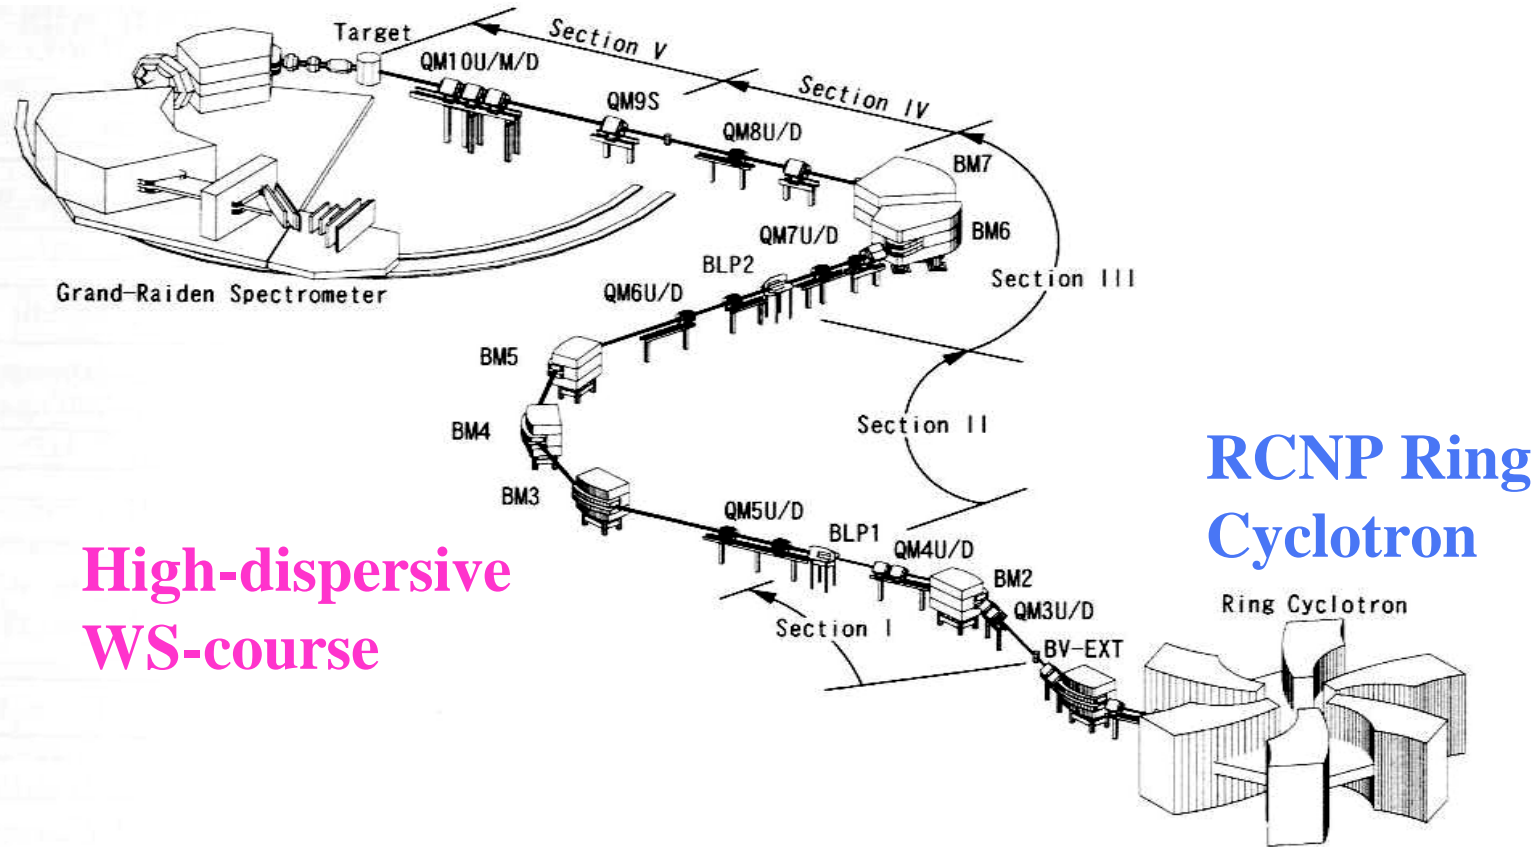 Target
Section V
QM10U/M/D
Section IV
QM9S
QM8U/D
BM7
BM6
QM7U/D
BLP2
Section III
Grand-Raiden Spectrometer
QM6U/D
BM5
BM4
Section II
RCNP Ring
Cyclotron
BM3
QM5U/D
BLP1
QM4U/D
High-dispersive
WS-course
BM2
QM3U/D
Ring Cyclotron
Section I
BV-EXT